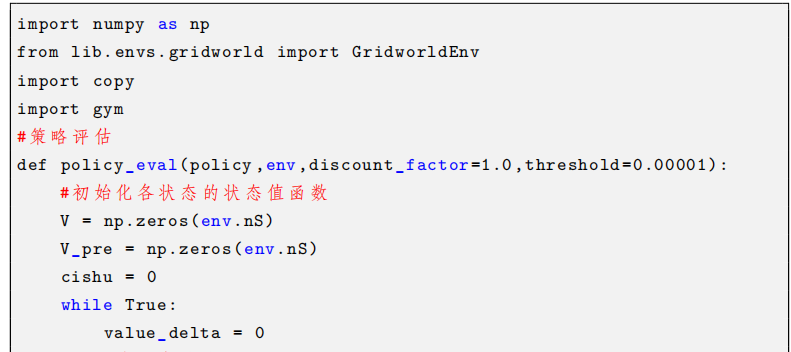 import numpy as np
from lib.envs.gridworld import GridworldEnv
import copy
import gym
#策略评估
def policy_eval(policy,env,discount_factor=1.0,threshold=0.00001):
#初始化各状态的状态值函数
V = np.zeros(env.nS)
V_pre = np.zeros(env.nS)
cishu = 0
while True:
value_delta = 0